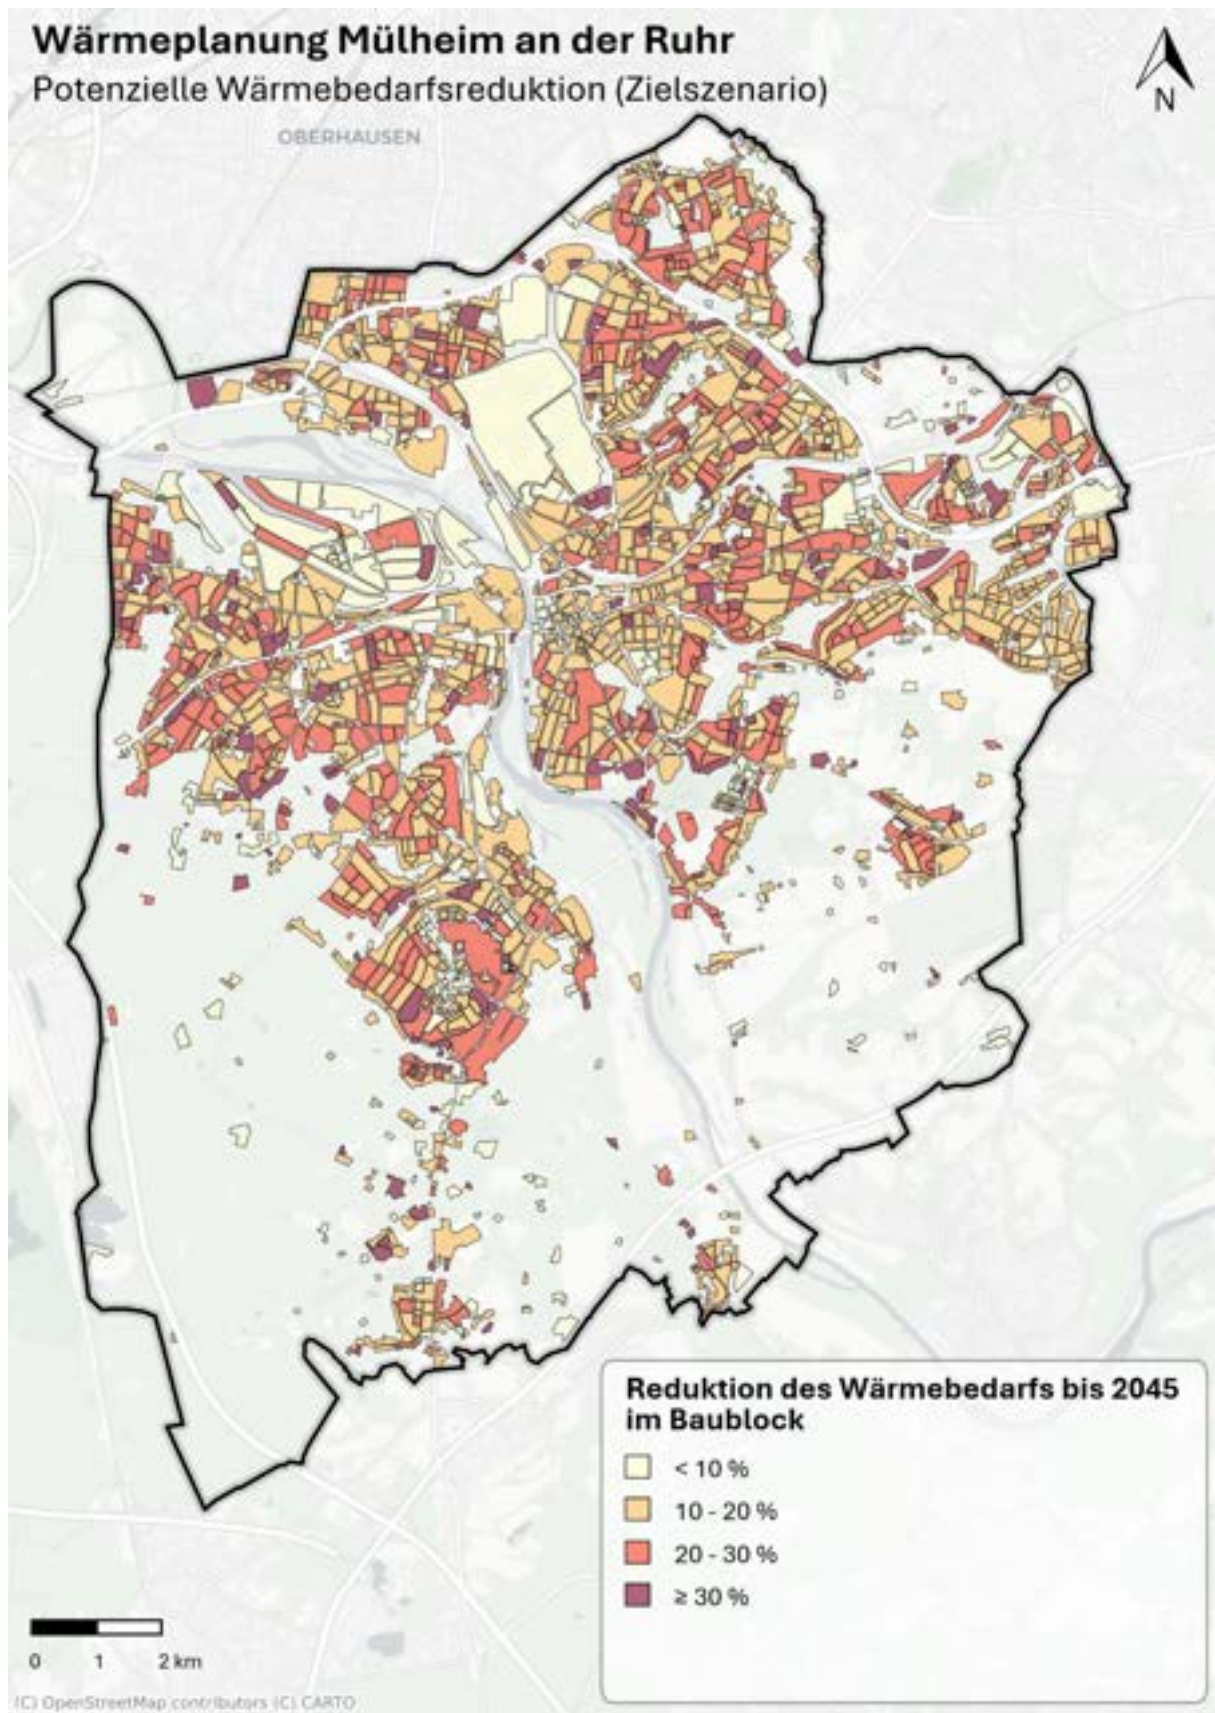 Wärmeplanung Mülheim an der Ruhr
Potenzielle Wärmebedarfsreduktion (Zielszenario)
N
OBERHAUSEN
Reduktion des Wärmebedarfs bis 2045
im Baublock
< 10 %
10 - 20 %
20 - 30 %
≥ 30 %
0 1 2 km
(C) OpenStreetMap contributors (C) CARTO